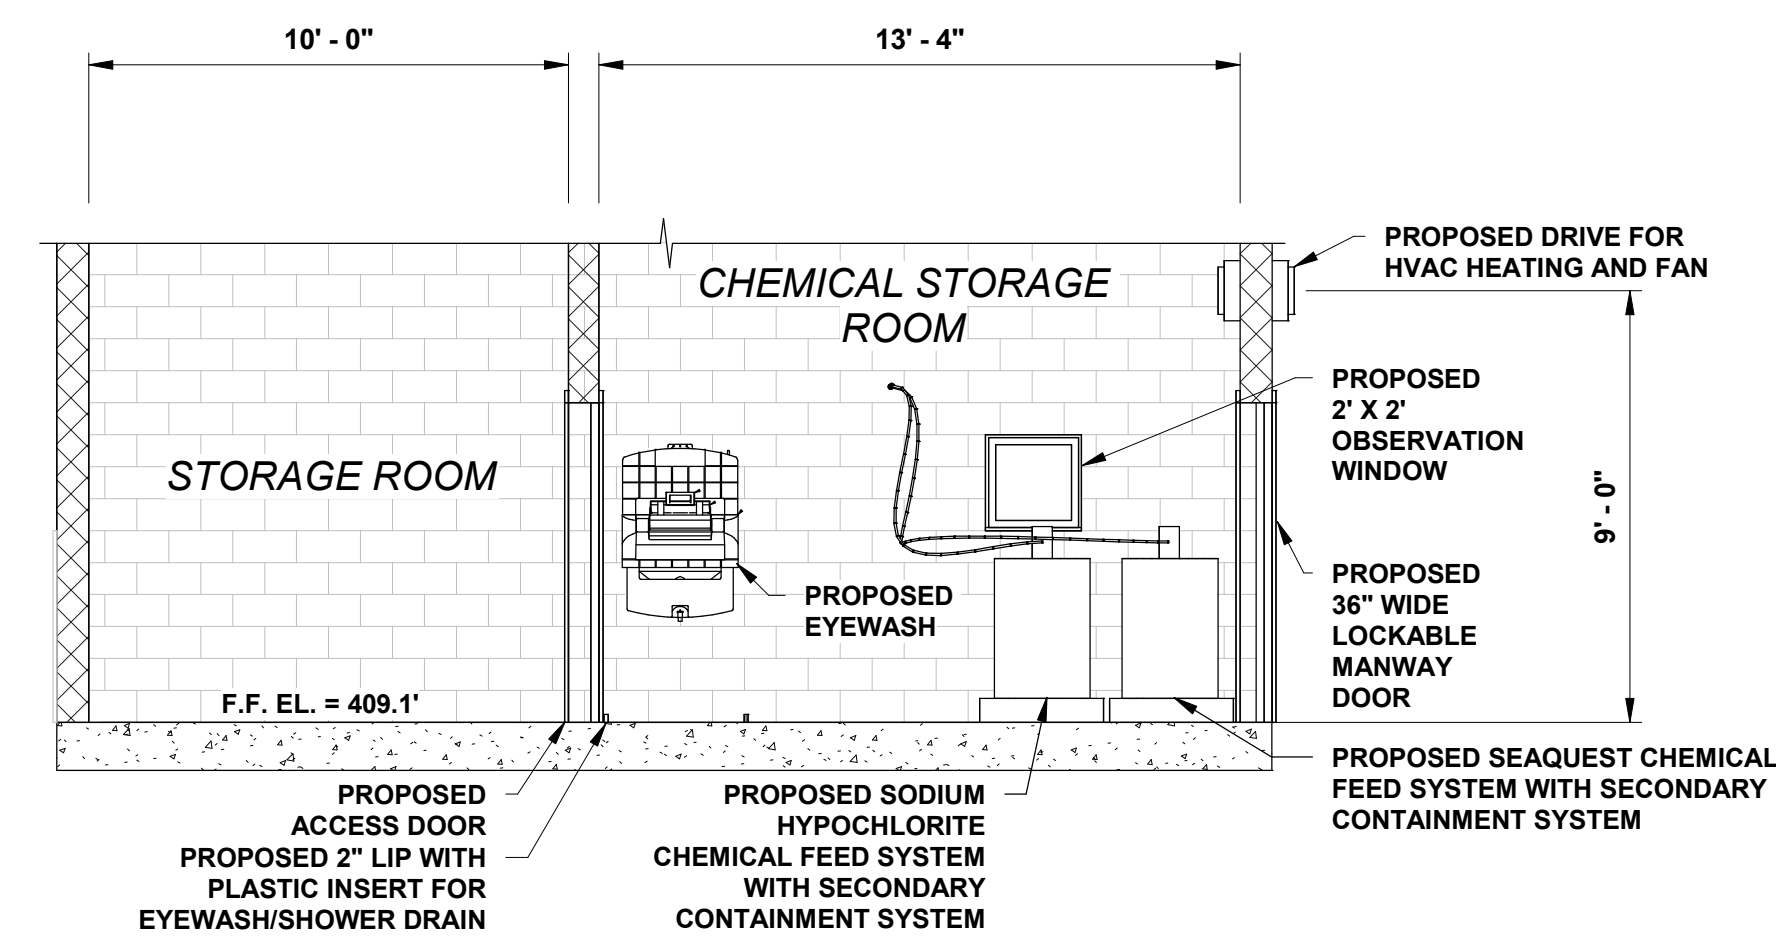 10' - 0"
13' - 4"
PROPOSED DRIVE FOR
HVAC HEATING AND FAN
CHEMICAL STORAGE
ROOM
PROPOSED
2' X 2'
OBSERVATION
WINDOW
STORAGE ROOM
9' - 0"
PROPOSED
EYEWASH
PROPOSED
36" WIDE
LOCKABLE
MANWAY
DOOR
F.F. EL. = 409.1'
PROPOSED
ACCESS DOOR
PROPOSED 2" LIP WITH
PLASTIC INSERT FOR
EYEWASH/SHOWER DRAIN
PROPOSED SODIUM
HYPOCHLORITE
CHEMICAL FEED SYSTEM
WITH SECONDARY
CONTAINMENT SYSTEM
PROPOSED SEAQUEST CHEMICAL
FEED SYSTEM WITH SECONDARY
CONTAINMENT SYSTEM